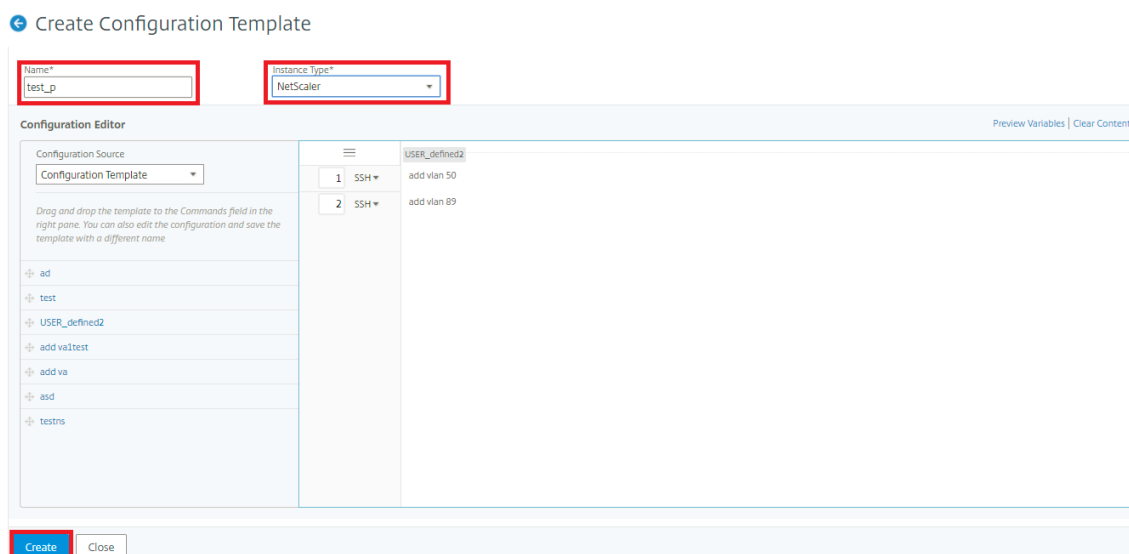 Create Configuration Template
Name*
Instance Type*
test_p
NetScaler
Configuration Editor
Preview Variables | Clear Content
Configuration Source
Configuration Template
Drag and drop the template to the Commands field in the
right pane. You can also edit the configuration and save the
template with a different name
ad
test
USER_defined2
add va1test
add va
asd
testns
USER_defined2
1 SSH add vlan 50
2 SSH add vlan 89
Create
Close